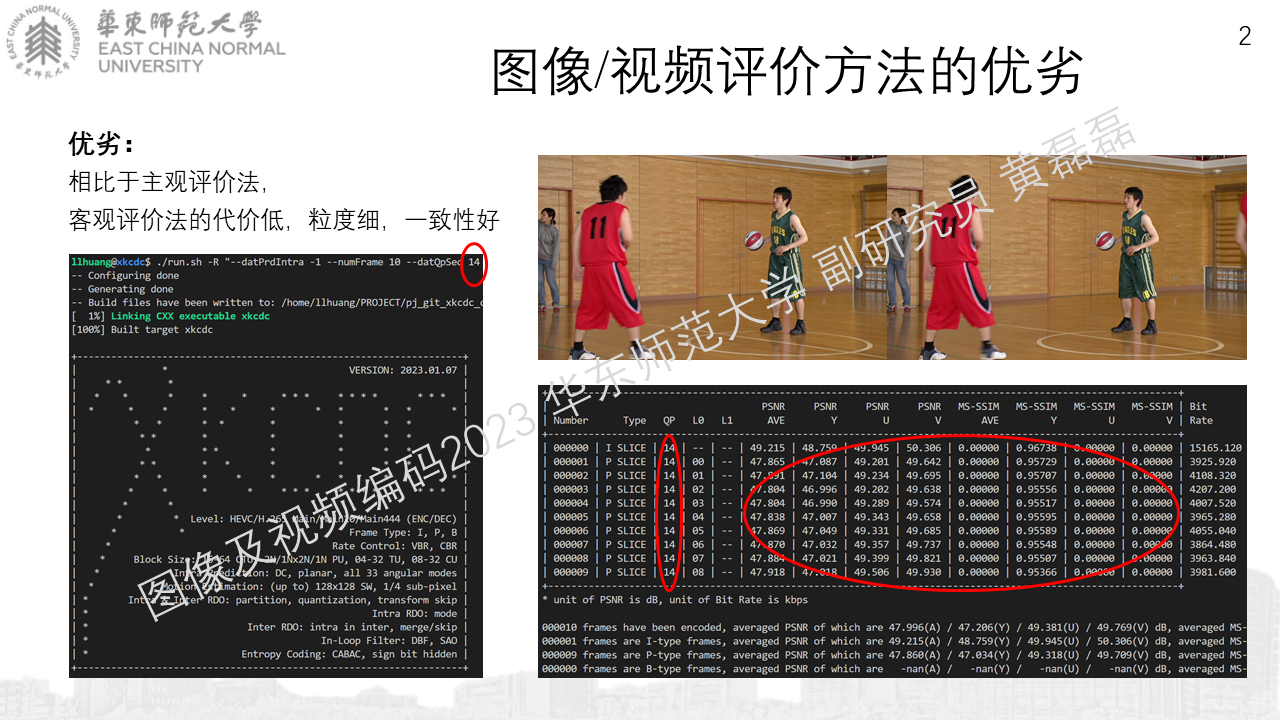 華東師範大學
EAST CHINA NORMAL
UNIVERSITY
2
图像/视频评价方法的优劣
优劣：
相比于主观评价法,
客观评价法的代价低，粒度细，一致性好
llhuang@xkcdc$ ./run.sh -R "--datPrdIntra -1 --numFrame 10 --datQpSeq 14
-- Configuring done
-- Generating done
-- Build files have been written to: /home/llhuang/PROJECT/pj_git_xkcdc_c
[  1%] Linking CXX executable xkcdc
[100%] Built target xkcdc
VERSION: 2023.01.07
Level: HEVC/H.265 Main/Main10/Main444 (ENC/DEC)
Frame Type: I, P, B
Rate Control: VBR, CBR
Intra Prediction: DC, planar, all 33 angular modes
Motion Estimation: (up to) 128x128 SW, 1/4 sub-pixel
Intra & Inter RDO: partition, quantization, transform skip
Intra RDO: mode
Inter RDO: intra in inter, merge/skip
In-Loop Filter: DBF, SAO
Entropy Coding: CABAC, sign bit hidden
11
PSNR PSNR PSNR PSNR MS-SSIM MS-SSIM MS-SSIM MS-SSIM | Bit
| Number Type QP L0 L1 AVE Y U V AVE Y U V | Rate
| 000000 | I SLICE | 14 | -- | -- | 49.215 | 48.759 | 49.945 | 50.306 | 0.00000 | 0.96738 | 0.00000 | 0.00000 | 15165.120
| 000001 | P SLICE | 14 | 00 | -- | 47.865 | 47.087 | 49.201 | 49.642 | 0.00000 | 0.95729 | 0.00000 | 0.00000 | 3925.920
| 000002 | P SLICE | 14 | 01 | -- | 47.891 | 47.104 | 49.234 | 49.695 | 0.00000 | 0.95632 | 0.00000 | 0.00000 | 4108.320
| 000003 | P SLICE | 14 | 02 | -- | 47.804 | 46.996 | 49.202 | 49.638 | 0.00000 | 0.95556 | 0.00000 | 0.00000 | 4207.200
| 000004 | P SLICE | 14 | 03 | -- | 47.804 | 46.990 | 49.289 | 49.574 | 0.00000 | 0.95517 | 0.00000 | 0.00000 | 4007.520
| 000005 | P SLICE | 14 | 04 | -- | 47.838 | 47.007 | 49.343 | 49.658 | 0.00000 | 0.95595 | 0.00000 | 0.00000 | 3965.280
| 000006 | P SLICE | 14 | 05 | -- | 47.869 | 47.049 | 49.331 | 49.685 | 0.00000 | 0.95589 | 0.00000 | 0.00000 | 4055.040
| 000007 | P SLICE | 14 | 06 | -- | 47.870 | 47.032 | 49.357 | 49.737 | 0.00000 | 0.95548 | 0.00000 | 0.00000 | 3864.480
| 000008 | P SLICE | 14 | 07 | -- | 47.884 | 47.021 | 49.399 | 49.821 | 0.00000 | 0.95507 | 0.00000 | 0.00000 | 3963.840
| 000009 | P SLICE | 14 | 08 | -- | 47.918 | 47.018 | 49.506 | 49.930 | 0.00000 | 0.95366 | 0.00000 | 0.00000 | 3981.600
* unit of PSNR is dB, unit of Bit Rate is kbps
000010 frames have been encoded, averaged PSNR of which are 47.996(A) / 47.206(Y) / 49.381(U) / 49.769(V) dB, averaged MS-
000001 frames are I-type frames, averaged PSNR of which are 49.215(A) / 48.759(Y) / 49.945(U) / 50.306(V) dB, averaged MS-
000009 frames are P-type frames, averaged PSNR of which are 47.860(A) / 47.034(Y) / 49.318(U) / 49.709(V) dB, averaged MS-
000000 frames are B-type frames, averaged PSNR of which are -nan(A) / -nan(Y) / -nan(U) / -nan(V) dB, averaged MS-
图像及视频编码2023 华东师范大学 副研究员 黄磊磊